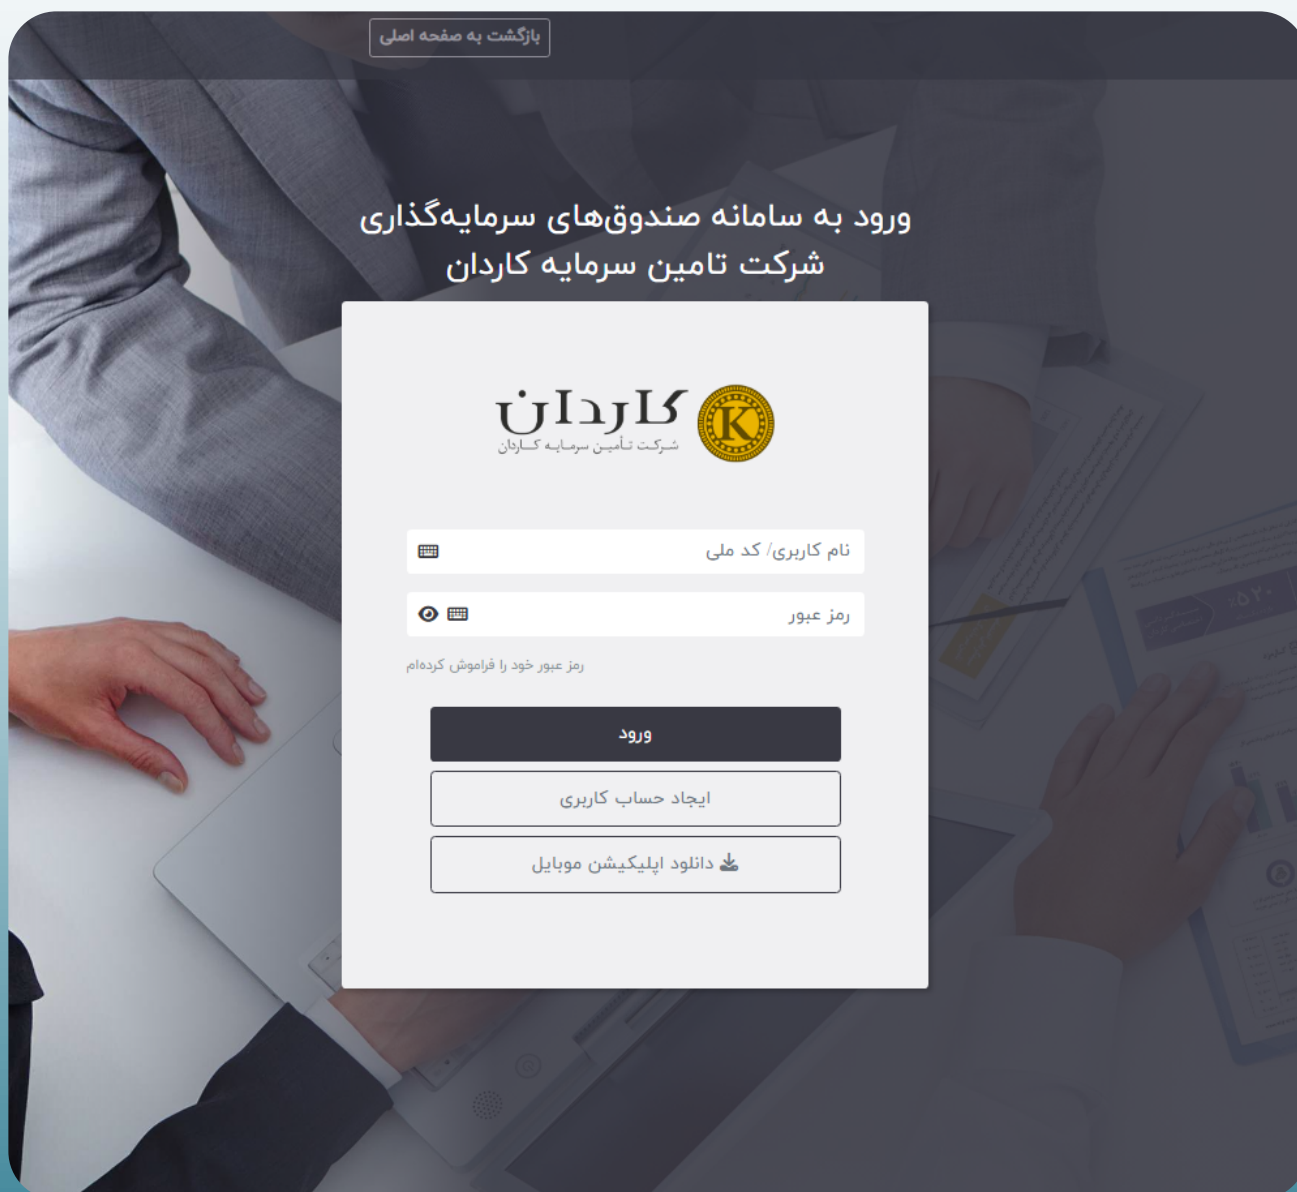 بازگشت به صفحه اصلی
ورود به سامانه صندوق‌های سرمایه‌گذاری
شرکت تامین سرمایه کاردان
کاردان
K
شرکت تأمین سرمایه کاردان
نام کاربری/ کد ملی
رمز عبور
رمز عبور خود را فراموش کرده‌ام
ورود
ایجاد حساب کاربری
دانلود اپلیکیشن موبایل
%۵۲۰